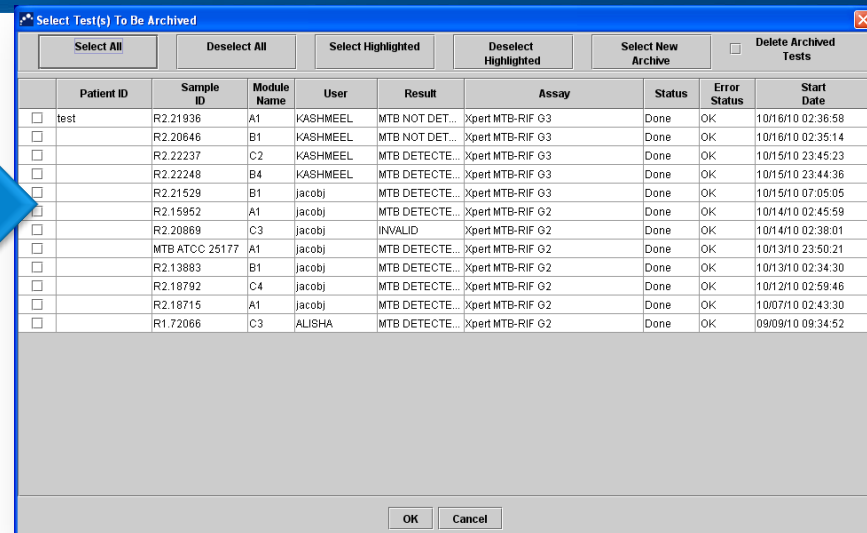 Select Test(s) To Be Archived
Select All Deselect All Select Highlighted Deselect Highlighted Select New Archive Delete Archived Tests
Patient ID Sample ID Module Name User Result Assay Status Error Status Start Date
test R2.21936 A1 KASHMEEL MTB NOT DET... Xpert MTB-RIF G3 Done OK 10/16/10 02:36:58
R2.20646 B1 KASHMEEL MTB NOT DET... Xpert MTB-RIF G3 Done OK 10/16/10 02:35:14
R2.22237 C2 KASHMEEL MTB DETECTE... Xpert MTB-RIF G3 Done OK 10/15/10 23:45:23
R2.22248 B4 KASHMEEL MTB DETECTE... Xpert MTB-RIF G3 Done OK 10/15/10 23:44:36
R2.21529 B1 jacobj MTB DETECTE... Xpert MTB-RIF G3 Done OK 10/15/10 07:05:05
R2.15952 A1 jacobj MTB DETECTE... Xpert MTB-RIF G2 Done OK 10/14/10 02:45:59
R2.20869 C3 jacobj INVALID Xpert MTB-RIF G2 Done OK 10/14/10 02:38:01
MTB ATCC 25177 A1 jacobj MTB DETECTE... Xpert MTB-RIF G2 Done OK 10/13/10 23:50:21
R2.13883 B1 jacobj MTB DETECTE... Xpert MTB-RIF G2 Done OK 10/13/10 02:34:30
R2.18792 C4 jacobj MTB DETECTE... Xpert MTB-RIF G2 Done OK 10/12/10 02:59:46
R2.18715 A1 jacobj MTB DETECTE... Xpert MTB-RIF G2 Done OK 10/07/10 02:43:30
R1.72066 C3 ALISHA MTB DETECTE... Xpert MTB-RIF G2 Done OK 09/09/10 09:34:52
OK Cancel